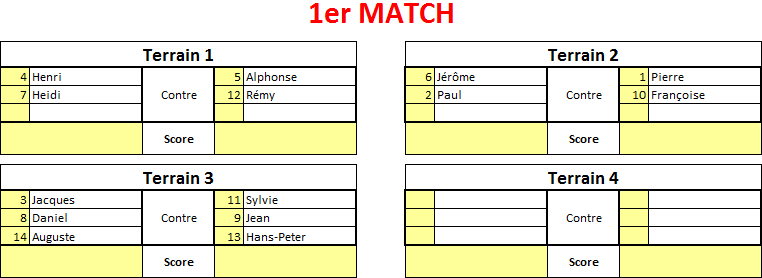 1er MATCH
Terrain 1
4 Henri Contre 5 Alphonse
7 Heidi 12 Rémy
Score
Terrain 2
6 Jérôme Contre 1 Pierre
2 Paul 10 Françoise
Score
Terrain 3
3 Jacques Contre 11 Sylvie
8 Daniel 9 Jean
14 Auguste 13 Hans-Peter
Score
Terrain 4
Contre
Score